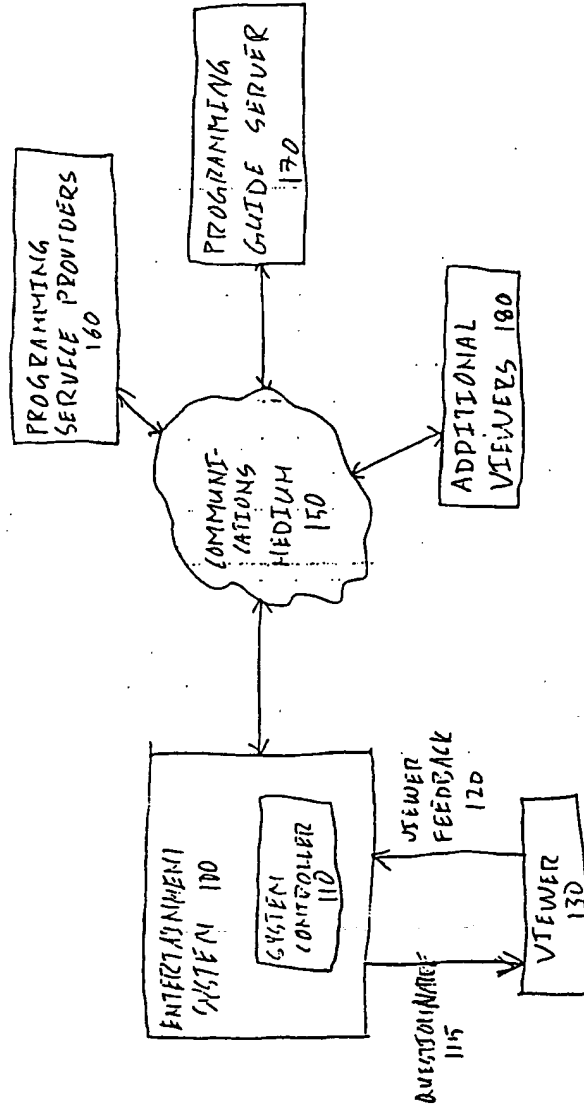 ENTERTAINMENT
SYSTEM 100
SYSTEM
CONTROLLER
110
QUESTIONNAIRE
115
VIEWER
FEEDBACK
120
VIEWER
130
COMMUNI-
CATIONS
MEDIUM
150
PROGRAMMING
SERVICE PROVIDERS
160
PROGRAMMING
GUIDE SERVER
170
ADDITIONAL
VIEWERS 180